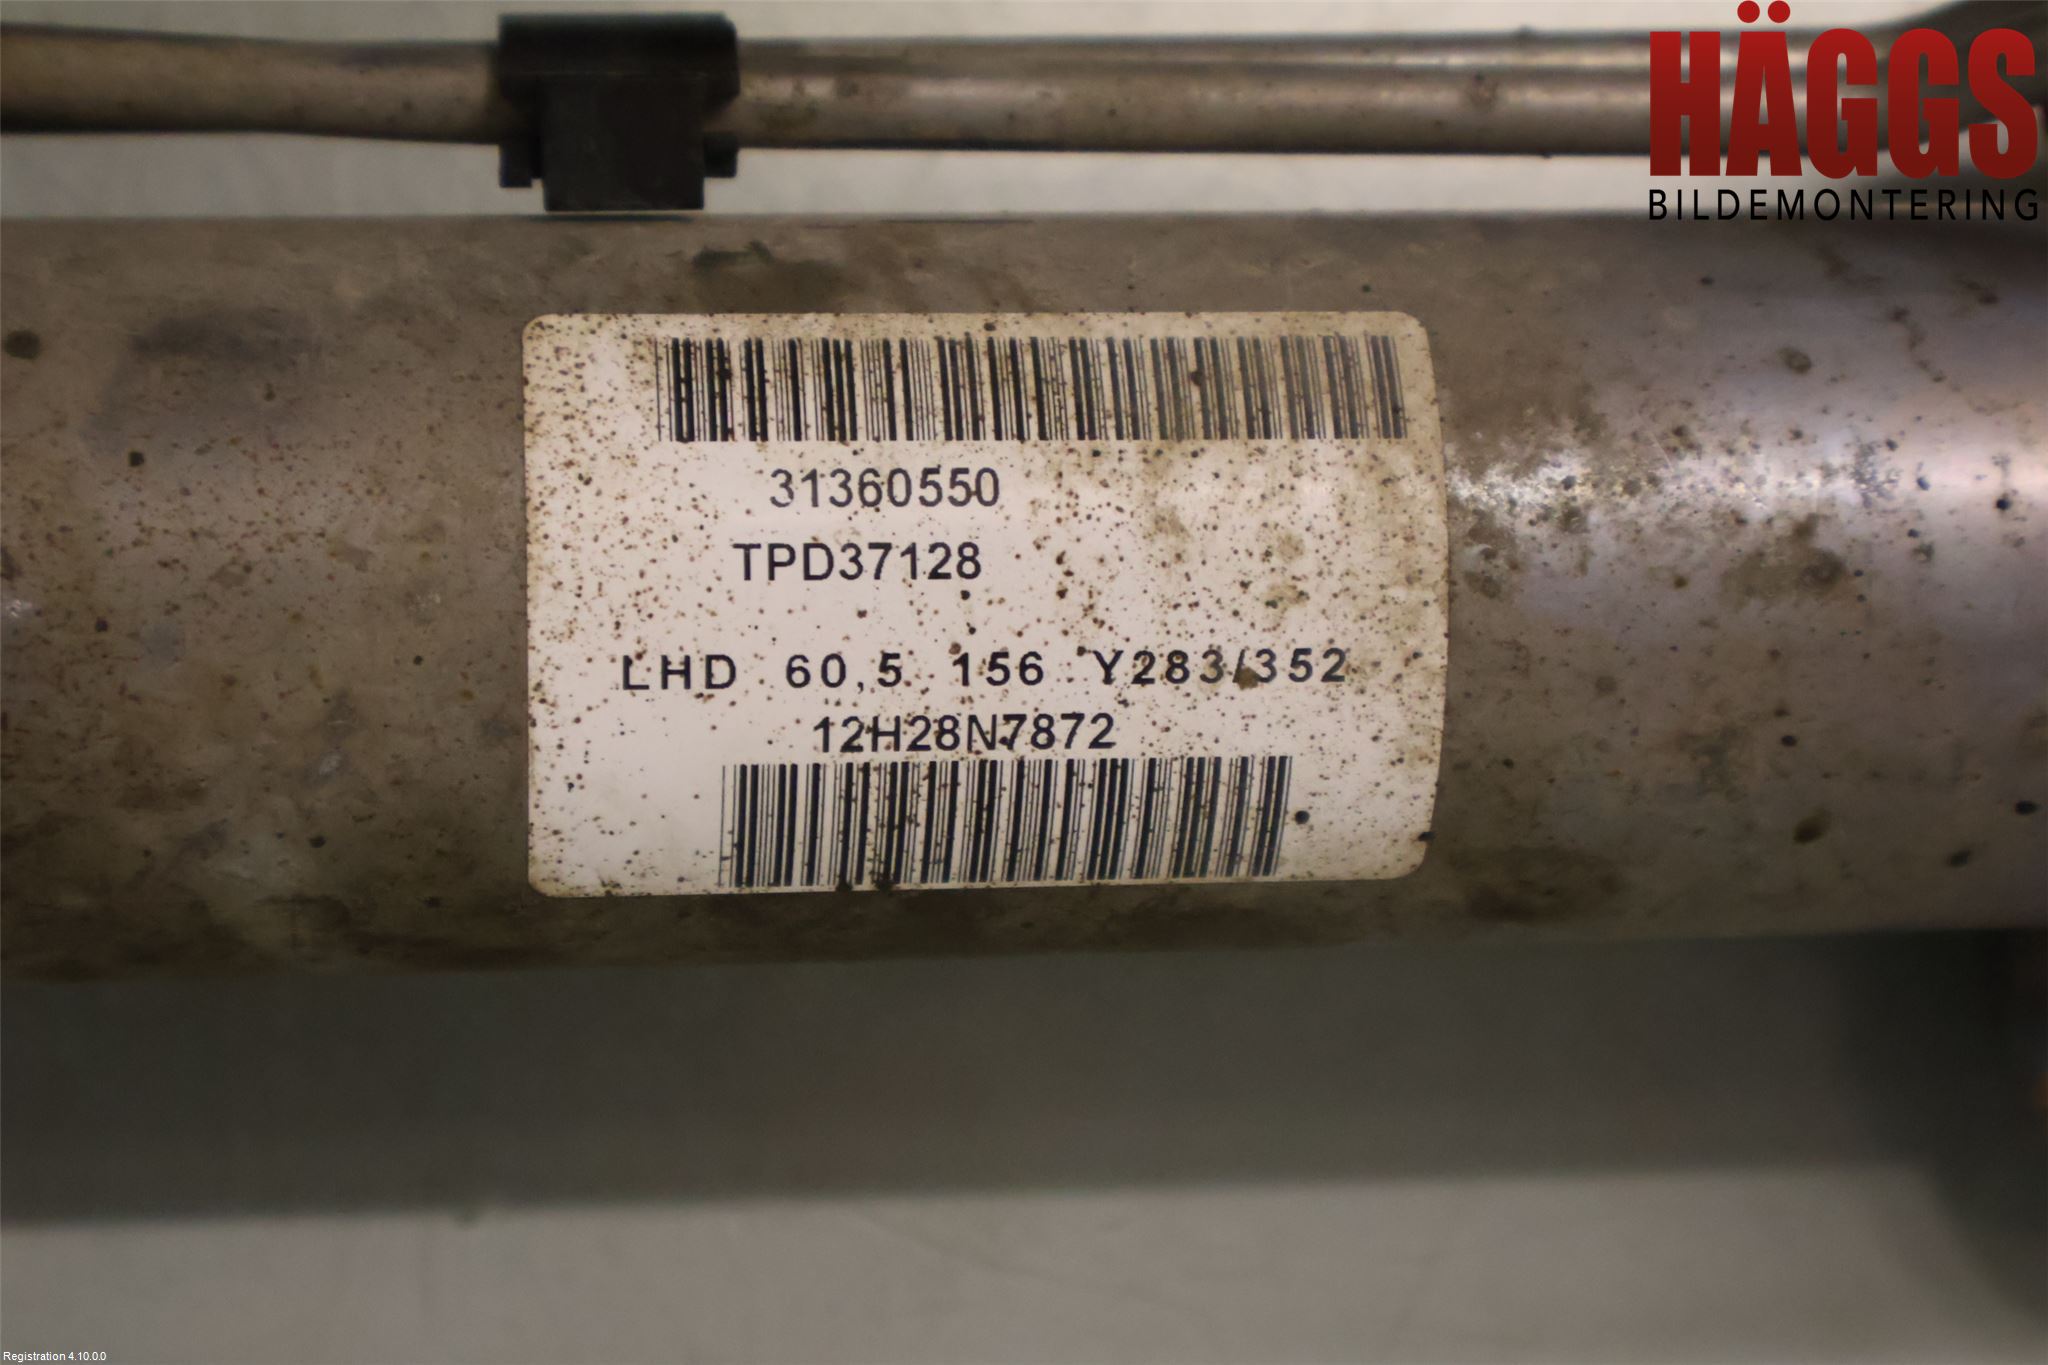 HÄGGS
BILDEMONTERING
31360550
TPD37128
LHD 60,5 156 Y283/352
12H28N7872
Registration 4.10.0.0